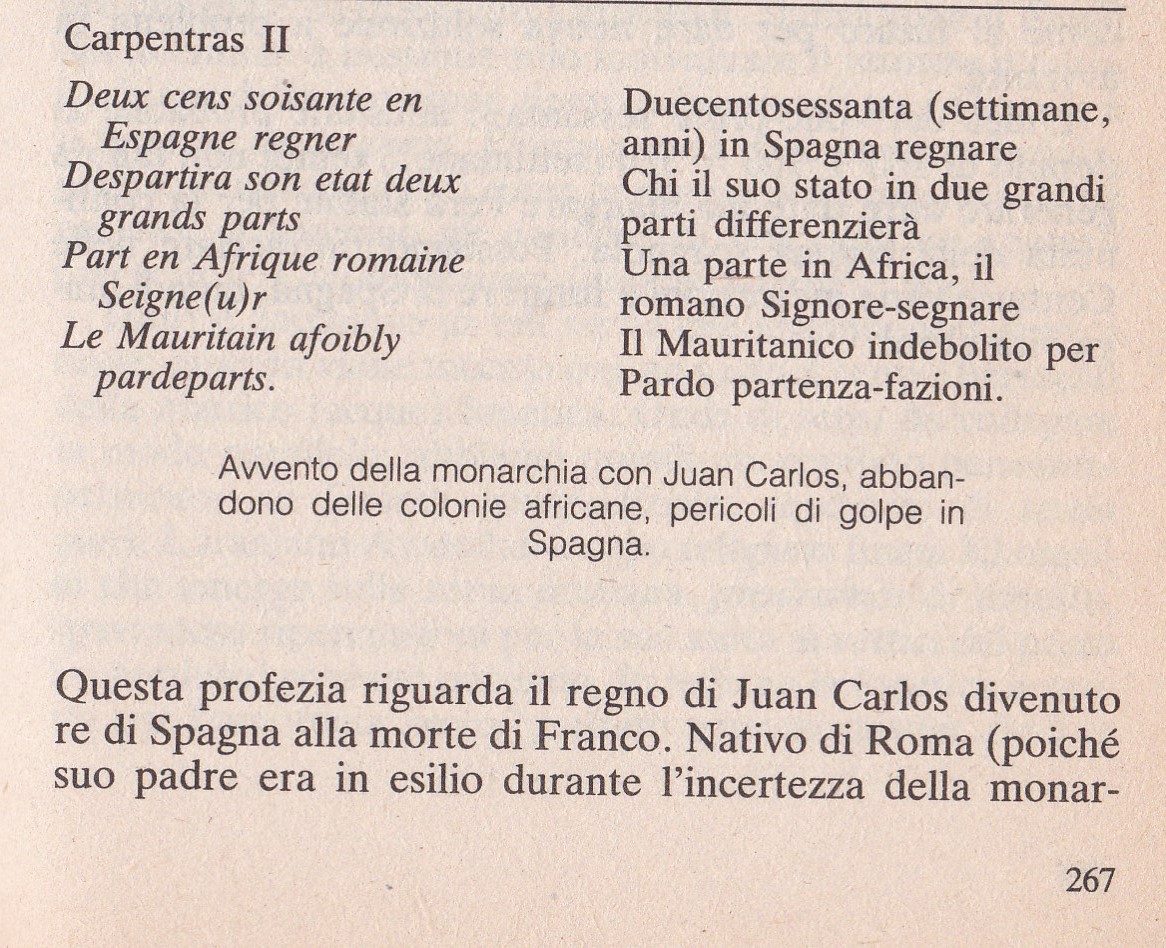 Carpentras II
Deux cens soisante en
Espagne regner
Despartira son etat deux
grands parts
Part en Afrique romaine
Seigne(u)r
Le Mauritain afoibly
pardeparts.
Duecentosessanta (settimane,
anni) in Spagna regnare
Chi il suo stato in due grandi
parti differenzierà
Una parte in Africa, il
romano Signore-segnare
Il Mauritanico indebolito per
Pardo partenza-fazioni.
Avvento della monarchia con Juan Carlos, abban-
dono delle colonie africane, pericoli di golpe in
Spagna.
Questa profezia riguarda il regno di Juan Carlos divenuto
re di Spagna alla morte di Franco. Nativo di Roma (poiché
suo padre era in esilio durante l'incertezza della monar-
267